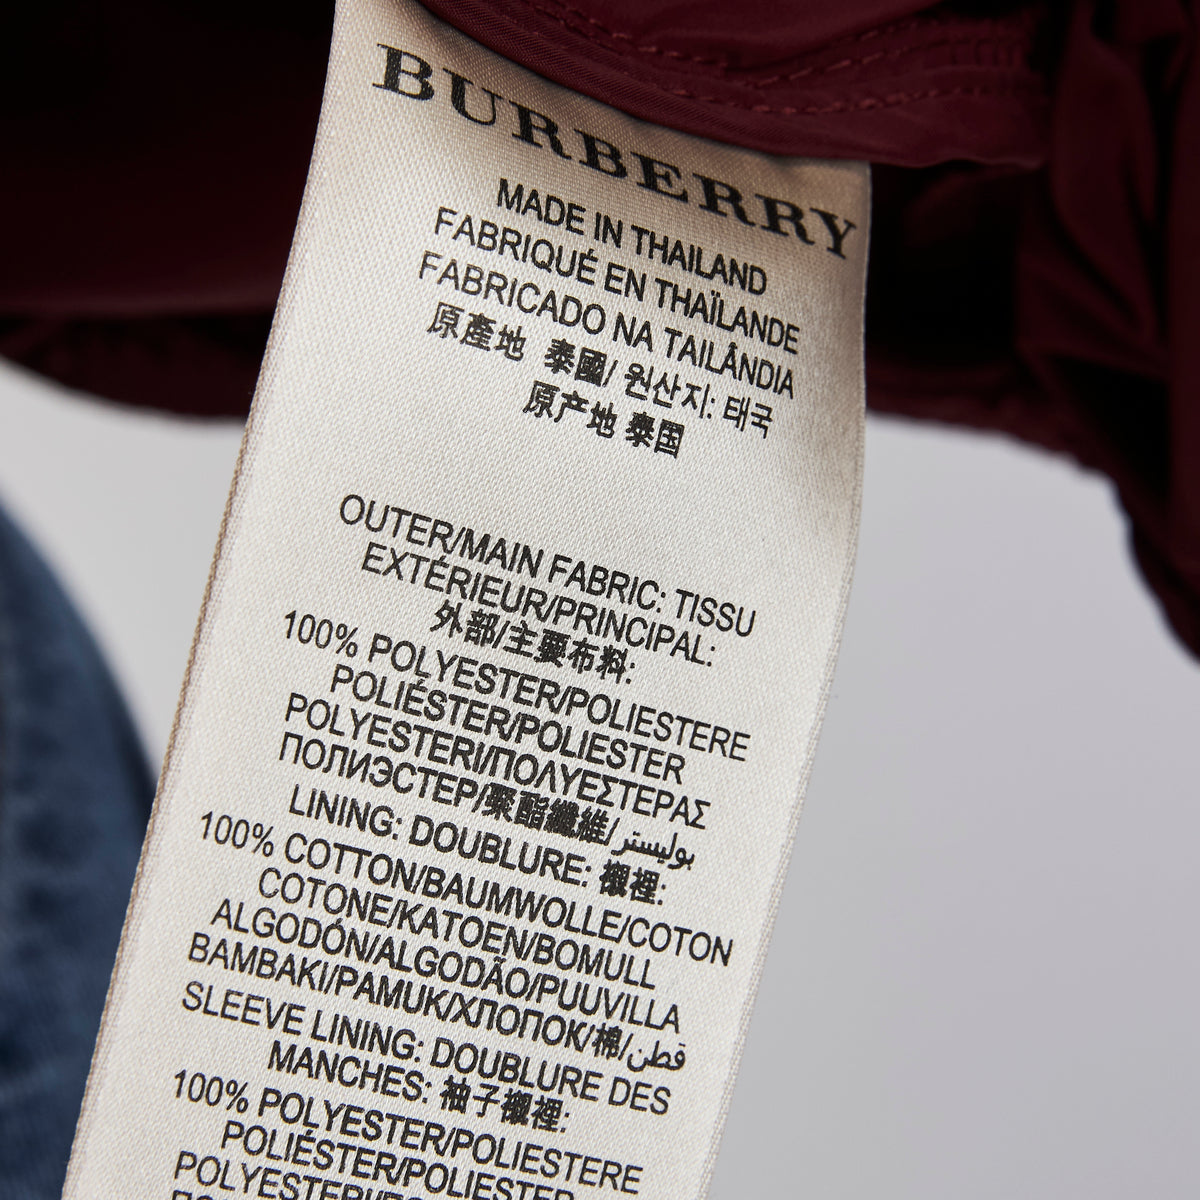 BURBERRY
MADE IN THAILAND
FABRIQUÉ EN THAÏLANDE
FABRICADO NA TAILÂNDIA
原產地 泰國/ 원산지: 태국
原产地 泰国
OUTER/MAIN FABRIC: TISSU
EXTÉRIEUR/PRINCIPAL:
外部/主要布料:
100% POLYESTER/POLIESTERE
POLIÉSTER/POLIESTER
POLYESTERI/ΠΟΛΥΕΣΤΕΡΑΣ
ПОЛИЭСТЕР/聚酯纖維/بوليستر
LINING: DOUBLURE: 襯裡:
100% COTTON/BAUMWOLLE/COTON
COTONE/KATOEN/BOMULL
ALGODÓN/ALGODÃO/PUUVILLA
BAMBAKI/PAMUK/ХЛОПОК/棉/قطن
SLEEVE LINING: DOUBLURE DES
MANCHES: 袖子襯裡:
100% POLYESTER/POLIESTERE
POLIÉSTER/POLIESTER